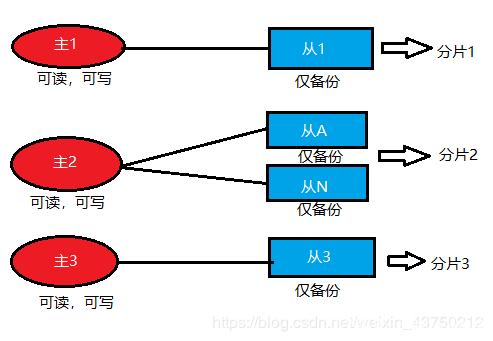 主1
从1
分片1
可读，可写
仅备份
主2
从A
仅备份
从N
仅备份
分片2
可读，可写
主3
从3
分片3
可读，可写
仅备份
https://blog.csdn.net/weixin_43750212